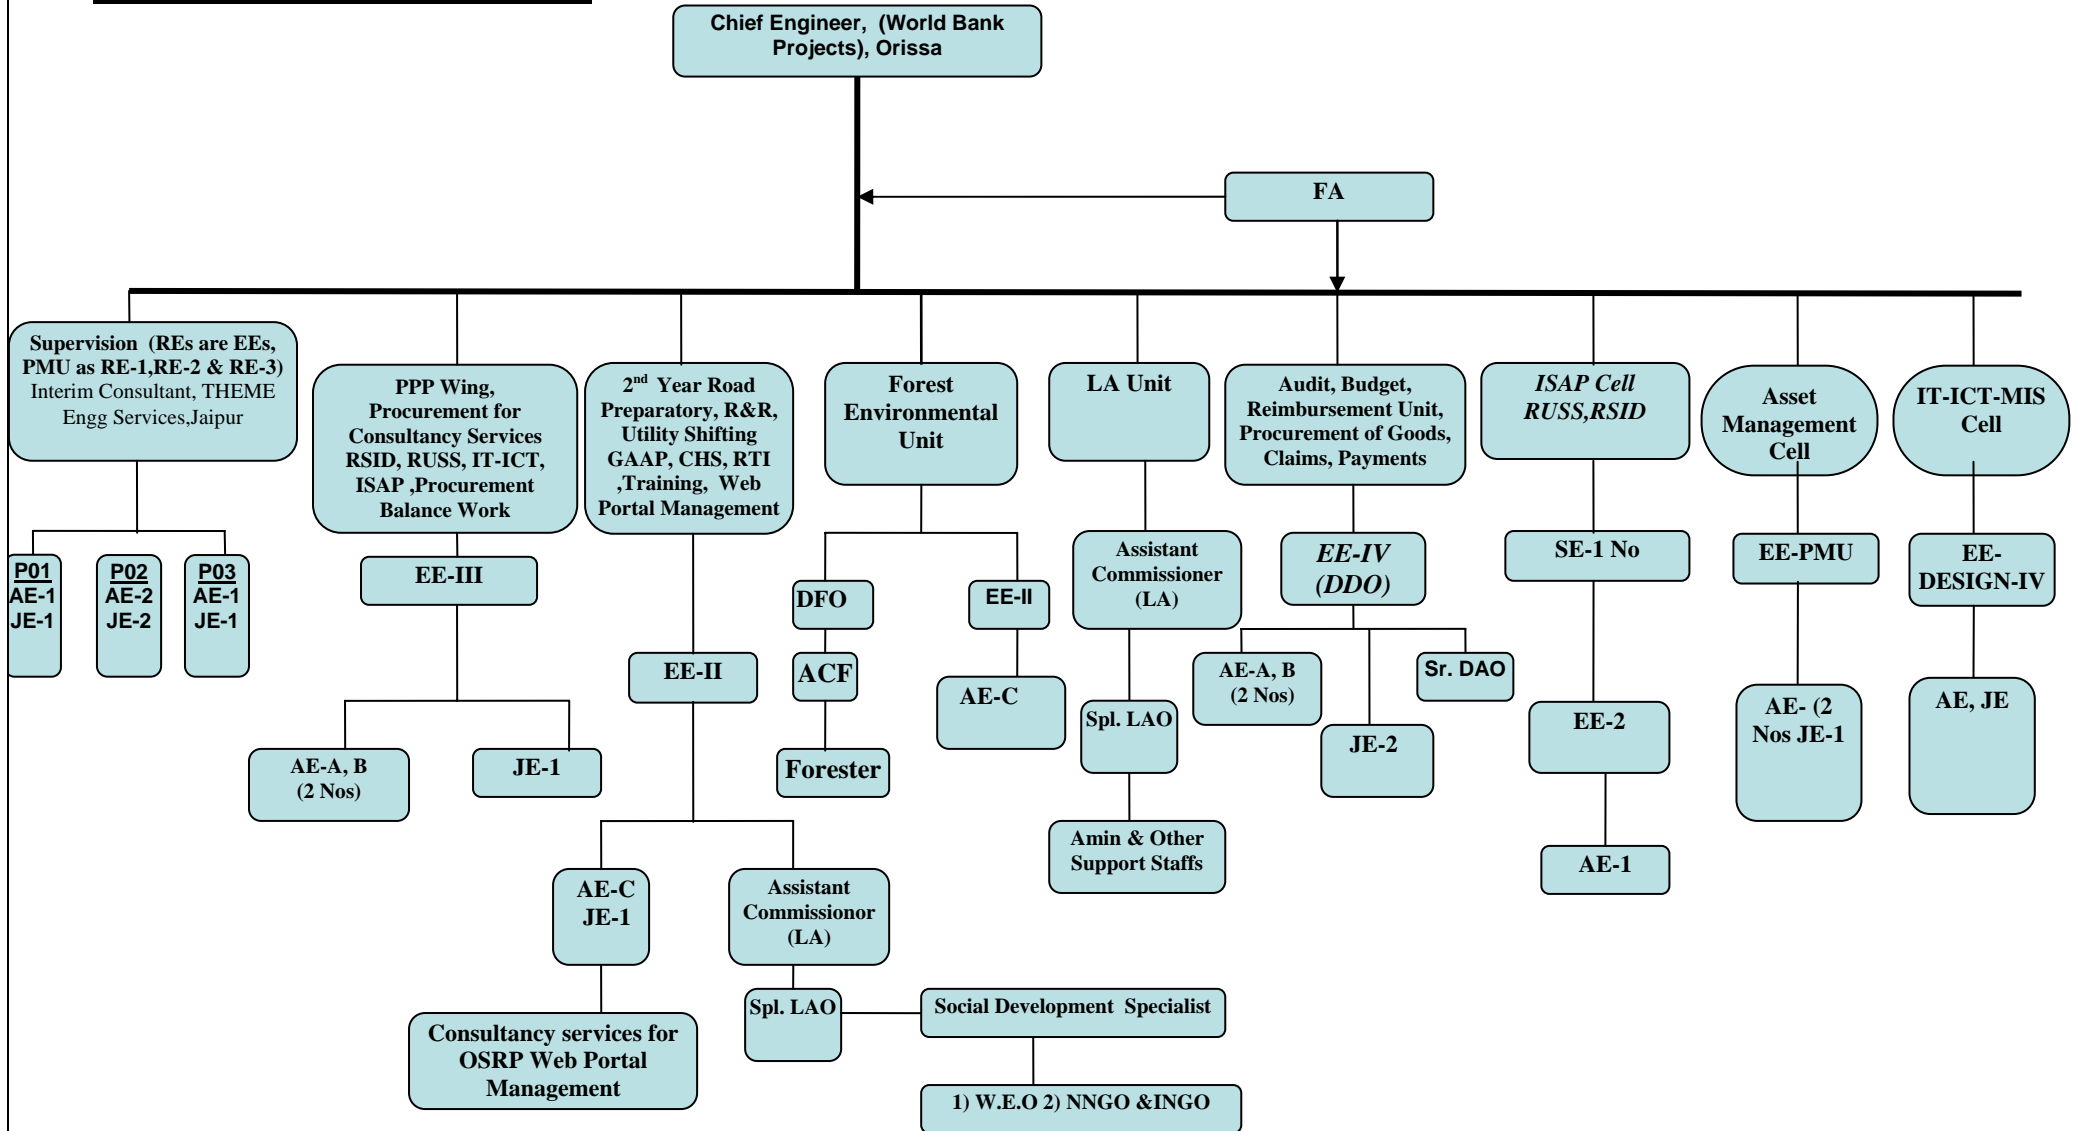 Chief Engineer, (World Bank
Projects), Orissa
FA
Supervision (REs are EEs,
PMU as RE-1,RE-2 & RE-3)
Interim Consultant, THEME
Engg Services,Jaipur
PPP Wing,
Procurement for
Consultancy Services
RSID, RUSS, IT-ICT,
ISAP ,Procurement
Balance Work
2nd Year Road
Preparatory, R&R,
Utility Shifting
GAAP, CHS, RTI
,Training, Web
Portal Management
Forest
Environmental
Unit
LA Unit
Audit, Budget,
Reimbursement Unit,
Procurement of Goods,
Claims, Payments
ISAP Cell
RUSS,RSID
Asset
Management
Cell
IT-ICT-MIS
Cell
P01
AE-1
JE-1
P02
AE-2
JE-2
P03
AE-1
JE-1
EE-III
AE-A, B
(2 Nos)
JE-1
EE-II
AE-C
JE-1
Consultancy services for
OSRP Web Portal
Management
Assistant
Commissionor
(LA)
Spl. LAO
Social Development Specialist
1) W.E.O 2) NNGO &INGO
DFO
ACF
Forester
EE-II
AE-C
Assistant
Commissioner
(LA)
Spl. LAO
Amin & Other
Support Staffs
EE-IV
(DDO)
AE-A, B
(2 Nos)
JE-2
Sr. DAO
SE-1 No
EE-2
AE-1
EE-PMU
AE- (2
Nos JE-1
EE-
DESIGN-IV
AE, JE